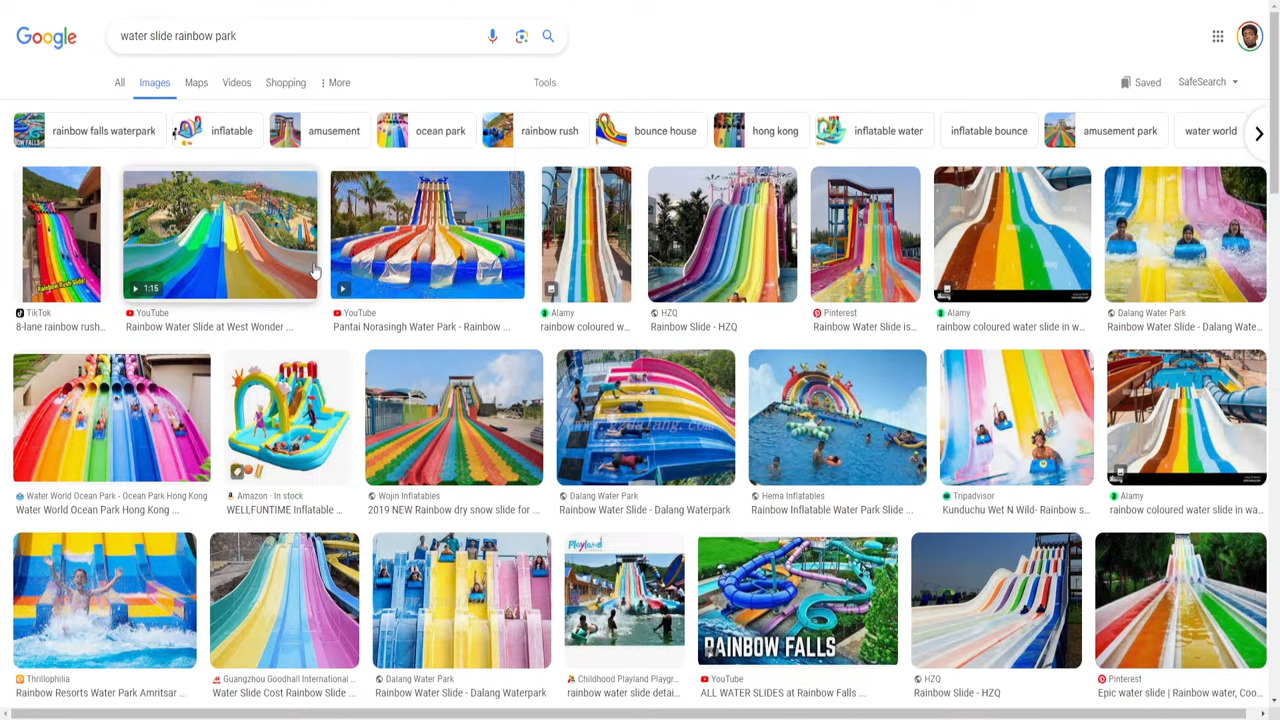 Google
water slide rainbow park
All
Images
Maps
Videos
Shopping
More
Tools
Saved
SafeSearch
rainbow falls waterpark
inflatable
amusement
ocean park
rainbow rush
bounce house
hong kong
inflatable water
inflatable bounce
amusement park
water world
Rainbow Rush Slide!
1:15
TikTok
8-lane rainbow rush...
YouTube
Rainbow Water Slide at West Wonder ...
YouTube
Pantai Norasingh Water Park - Rainbow ...
Alamy
rainbow coloured w...
HZQ
Rainbow Slide - HZQ
Pinterest
Rainbow Water Slide is...
Alamy
rainbow coloured water slide in w...
Dalang Water Park
Rainbow Water Slide - Dalang Wate...
Water World Ocean Park - Ocean Park Hong Kong
Water World Ocean Park Hong Kong ...
Amazon · In stock
WELLFUNTIME Inflatable ...
Wojin Inflatables
2019 NEW Rainbow dry snow slide for ...
Dalang Water Park
Rainbow Water Slide - Dalang Waterpark
Hema Inflatables
Rainbow Inflatable Water Park Slide ...
Tripadvisor
Kunduchu Wet N Wild- Rainbow s...
Alamy
rainbow coloured water slide in wa...
Playland
RAINBOW FALLS
Thrillophilia
Rainbow Resorts Water Park Amritsar ...
Guangzhou Goodhall International ...
Water Slide Cost Rainbow Slide ...
Dalang Water Park
Rainbow Water Slide - Dalang Waterpark
Childhood Playland Playgr...
rainbow water slide detai...
YouTube
ALL WATER SLIDES at Rainbow Falls ...
HZQ
Rainbow Slide - HZQ
Pinterest
Epic water slide | Rainbow water, Coo...